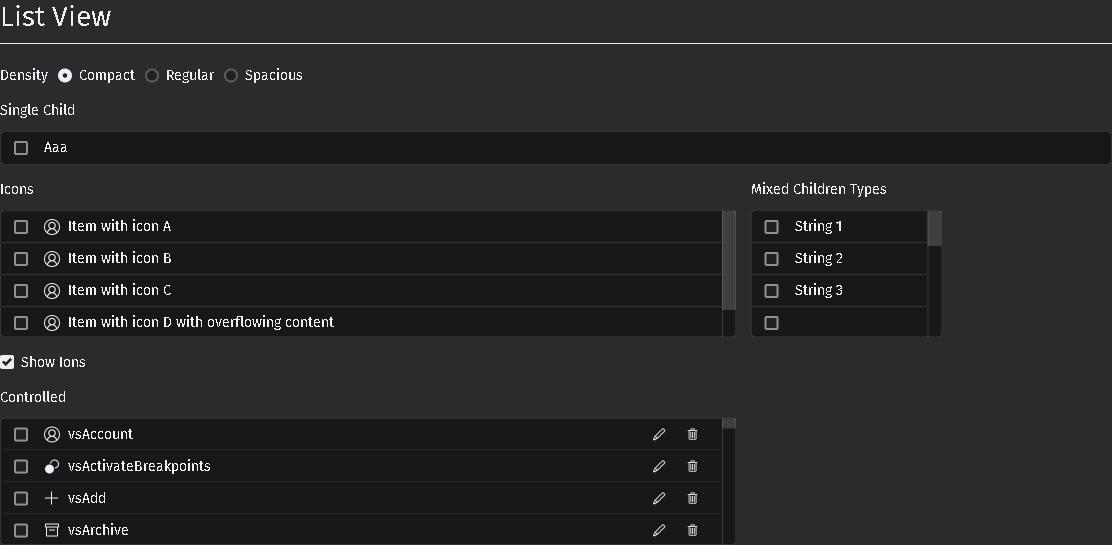 List View
Density Compact Regular Spacious
Single Child
Aaa
Icons
Item with icon A
Item with icon B
Item with icon C
Item with icon D with overflowing content
Mixed Children Types
String 1
String 2
String 3
Show Ions
Controlled
vsAccount
vsActivateBreakpoints
vsAdd
vsArchive